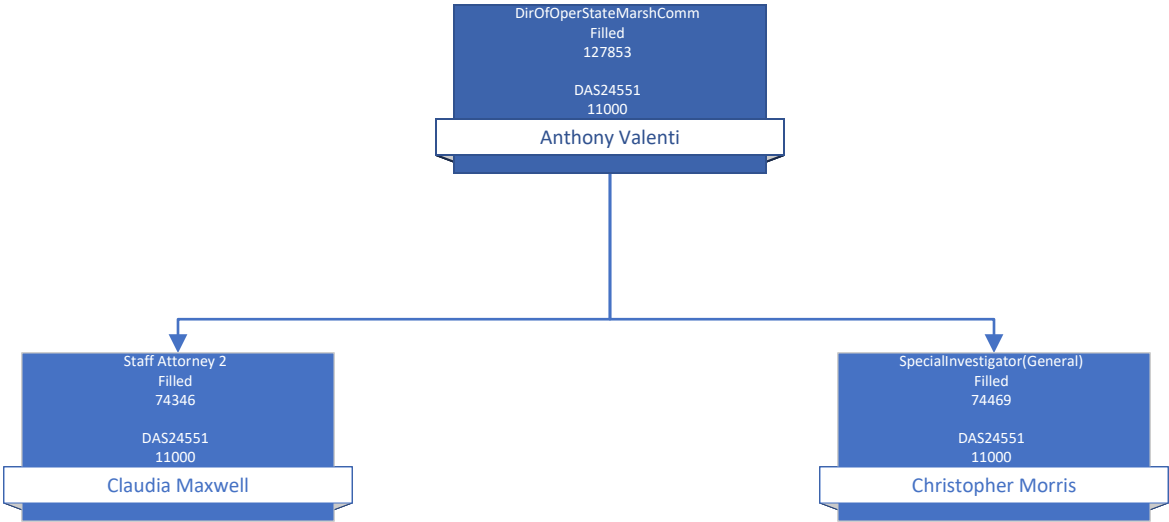 DirOfOperStateMarshComm
Filled
127853
DAS24551
11000
Anthony Valenti
Staff Attorney 2
Filled
74346
DAS24551
11000
Claudia Maxwell
SpecialInvestigator(General)
Filled
74469
DAS24551
11000
Christopher Morris